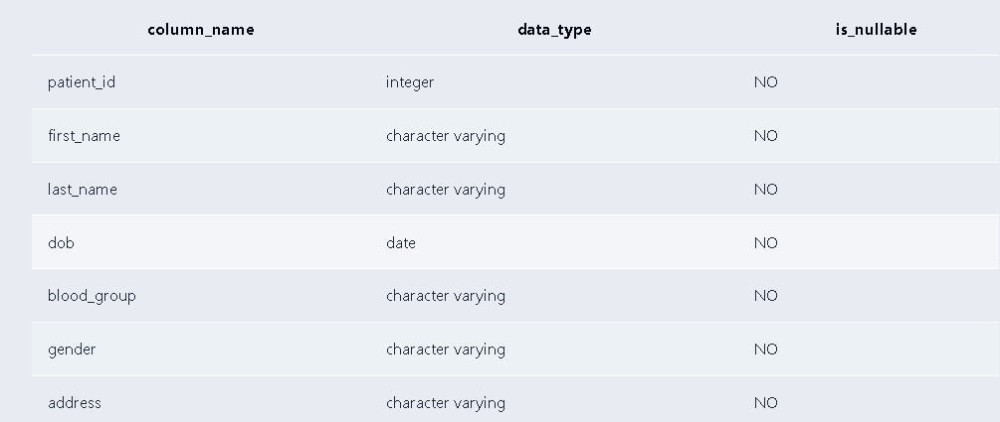 column_name data_type is_nullable
patient_id integer NO
first_name character varying NO
last_name character varying NO
dob date NO
blood_group character varying NO
gender character varying NO
address character varying NO